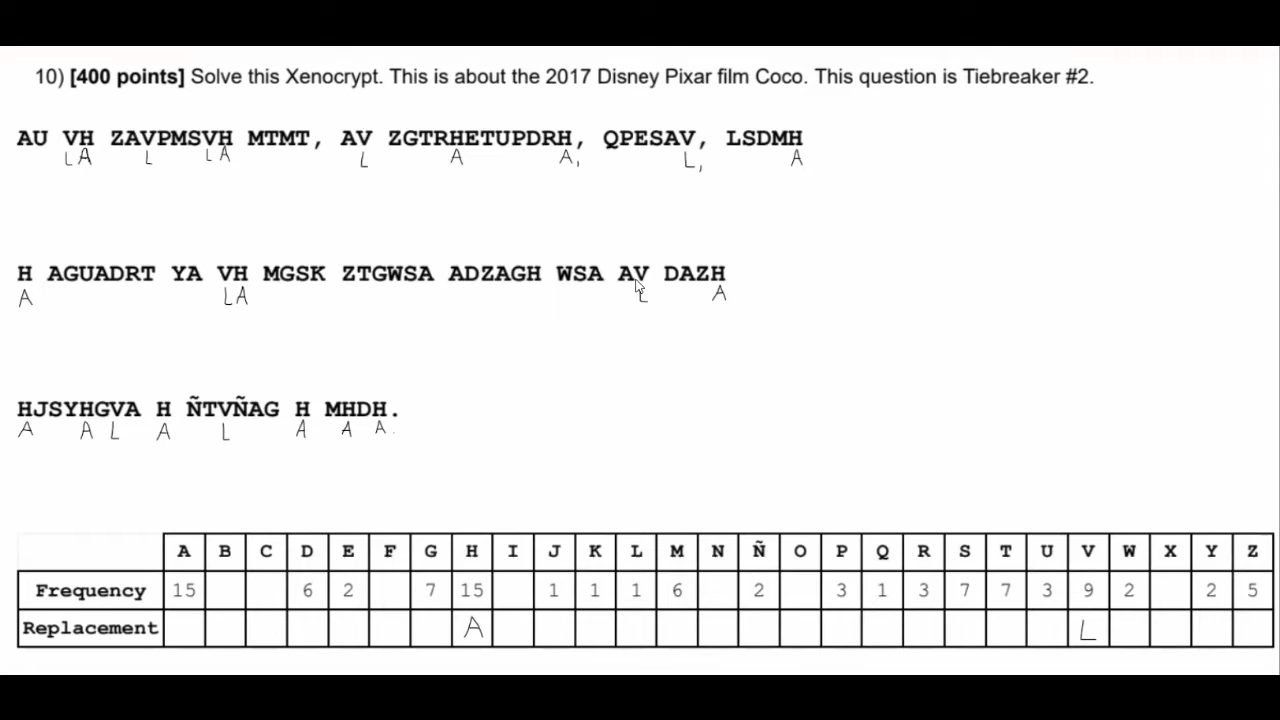 10) [400 points] Solve this Xenocrypt. This is about the 2017 Disney Pixar film Coco. This question is Tiebreaker #2.
AU VH ZAVPMSVH MTMT, AV ZGTRHETUPDRH, QPESAV, LSDMH
L A L L A L A A, L, A
H AGUADRT YA VH MGSK ZTGWSA ADZAGH WSA AV DAZH
A L A L A
HJSYHGVA H ÑTVÑAG H MHDH.
A A L A L A A A.
A B C D E F G H I J K L M N Ñ O P Q R S T U V W X Y Z
Frequency 15 6 2 7 15 1 1 1 6 2 3 1 3 7 7 3 9 2 2 5
Replacement A L